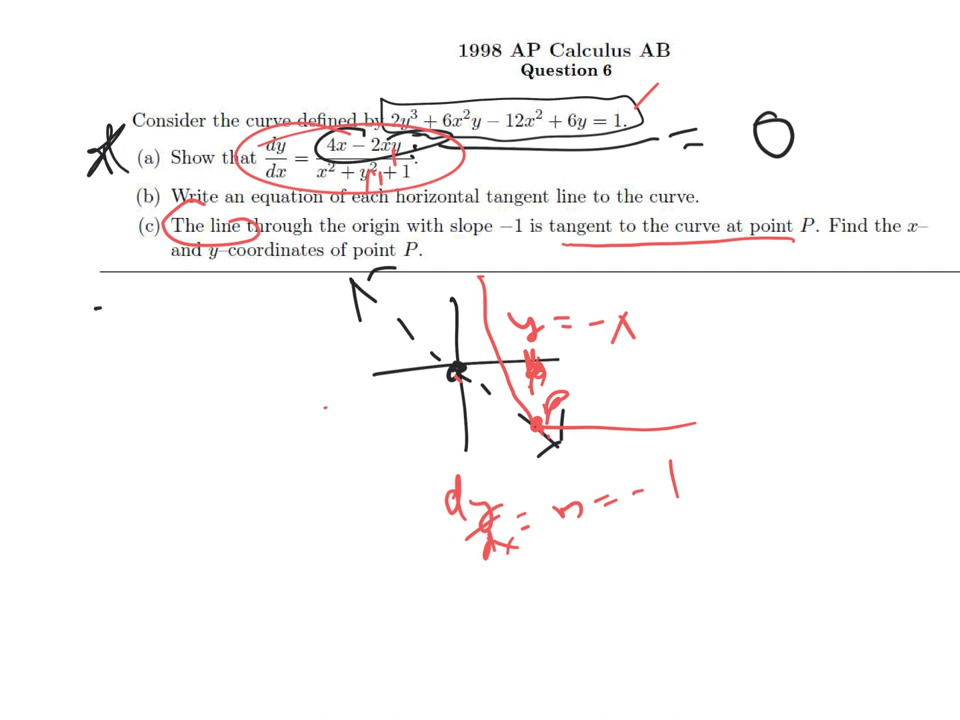 1998 AP Calculus AB
Question 6
Consider the curve defined by 2y³ + 6x²y − 12x² + 6y = 1.
(a) Show that dy/dx = (4x − 2xy)/(x² + y² + 1). = 0
(b) Write an equation of each horizontal tangent line to the curve.
(c) The line through the origin with slope −1 is tangent to the curve at point P. Find the x–
and y–coordinates of point P.
y = -x
P
dy/dx = m = -1